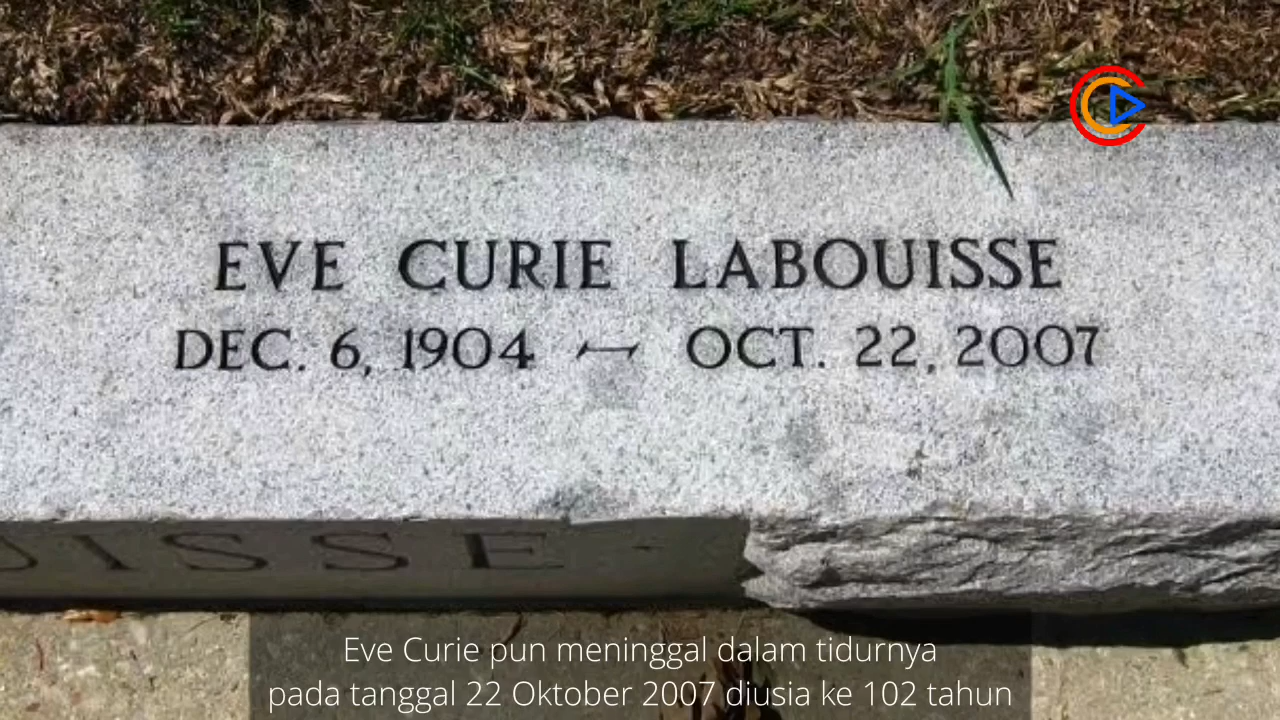 EVE CURIE LABOUISSE
DEC. 6, 1904 — OCT. 22, 2007
UISSE
Eve Curie pun meninggal dalam tidurnya
pada tanggal 22 Oktober 2007 diusia ke 102 tahun